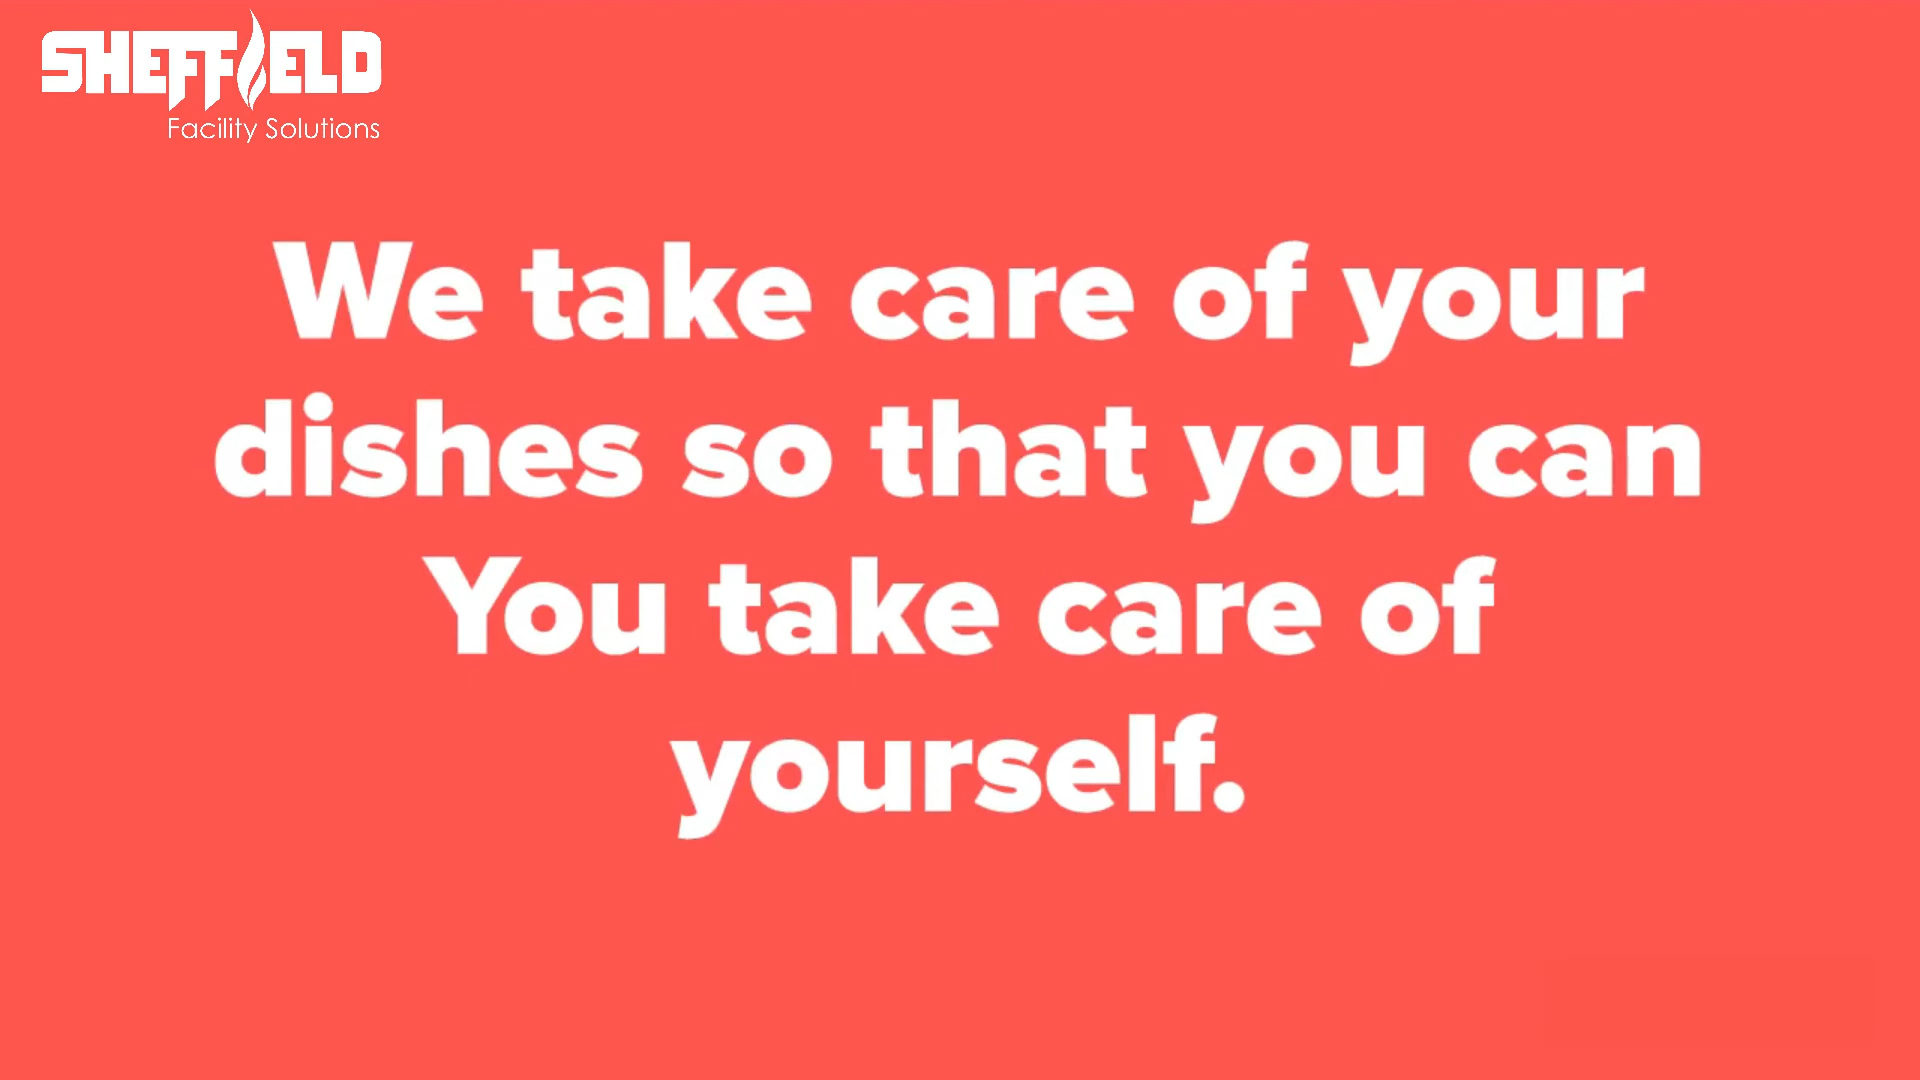 SHEFFIELD
Facility Solutions
We take care of your
dishes so that you can
You take care of
yourself.